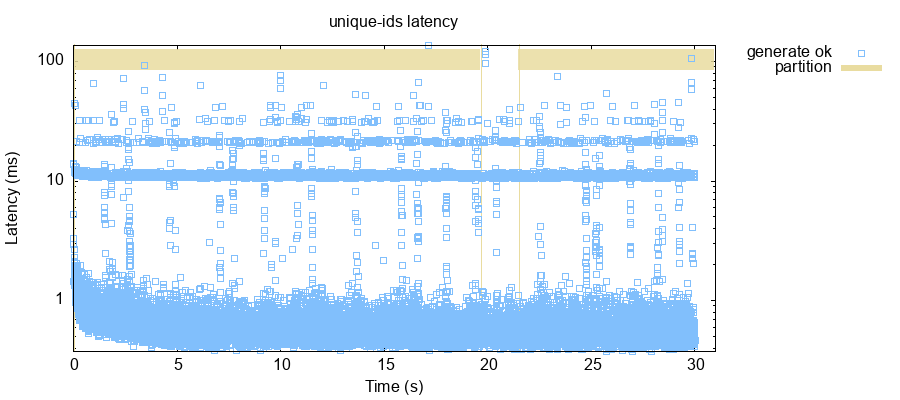 unique-ids latency
generate ok
partition
100
10
1
Latency (ms)
0 5 10 15 20 25 30
Time (s)